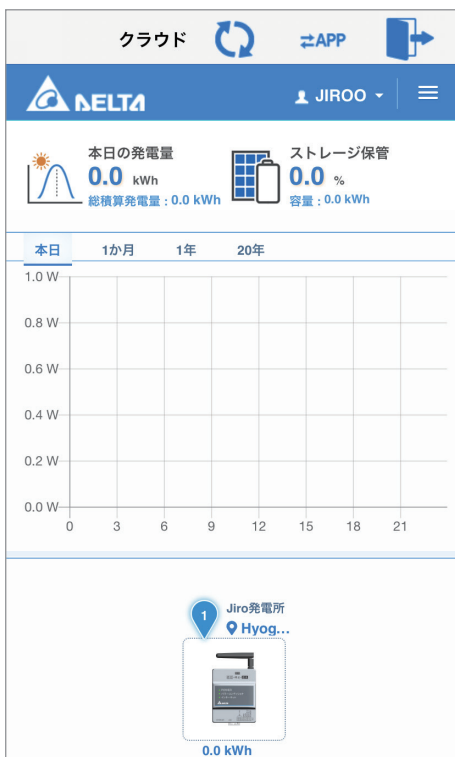 クラウド
⇄APP
DELTA
JIROO
本日の発電量
0.0 kWh
総積算発電量 : 0.0 kWh
ストレージ保管
0.0 %
容量 : 0.0 kWh
本日 1か月 1年 20年
1.0 W
0.8 W
0.6 W
0.4 W
0.2 W
0.0 W
0 3 6 9 12 15 18 21
1
Jiro発電所
Hyog...
0.0 kWh